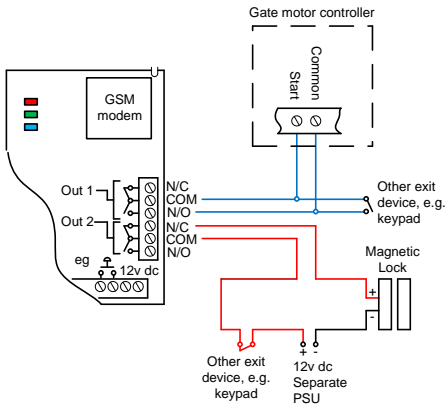 Gate motor controller
Common
Start
GSM
modem
Out 1
N/C
COM
N/O
Out 2
N/C
COM
N/O
eg
12v dc
Other exit
device, e.g.
keypad
Magnetic
Lock
+
-
+ -
Other exit
device, e.g.
keypad
12v dc
Separate
PSU